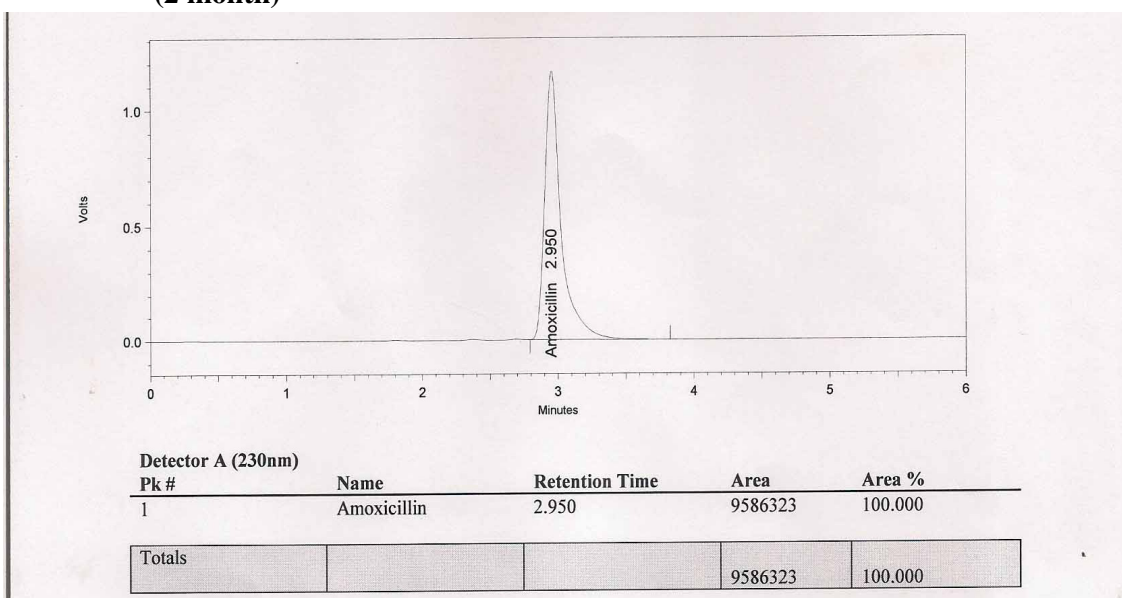 (2 month)
1.0
0.5
0.0
Volts
Amoxicillin 2.950
0 1 2 3 4 5 6
Minutes
Detector A (230nm)
Pk # Name Retention Time Area Area %
1 Amoxicillin 2.950 9586323 100.000
Totals
9586323 100.000